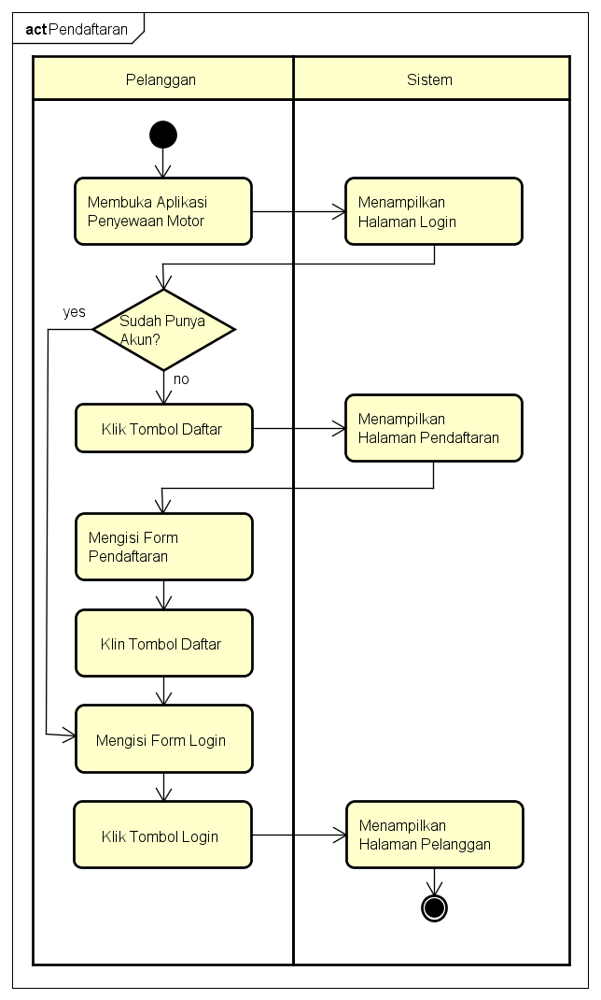 act Pendaftaran
Pelanggan
Sistem
Membuka Aplikasi
Penyewaan Motor
Menampilkan
Halaman Login
yes
Sudah Punya
Akun?
no
Klik Tombol Daftar
Menampilkan
Halaman Pendaftaran
Mengisi Form
Pendaftaran
Klin Tombol Daftar
Mengisi Form Login
Klik Tombol Login
Menampilkan
Halaman Pelanggan